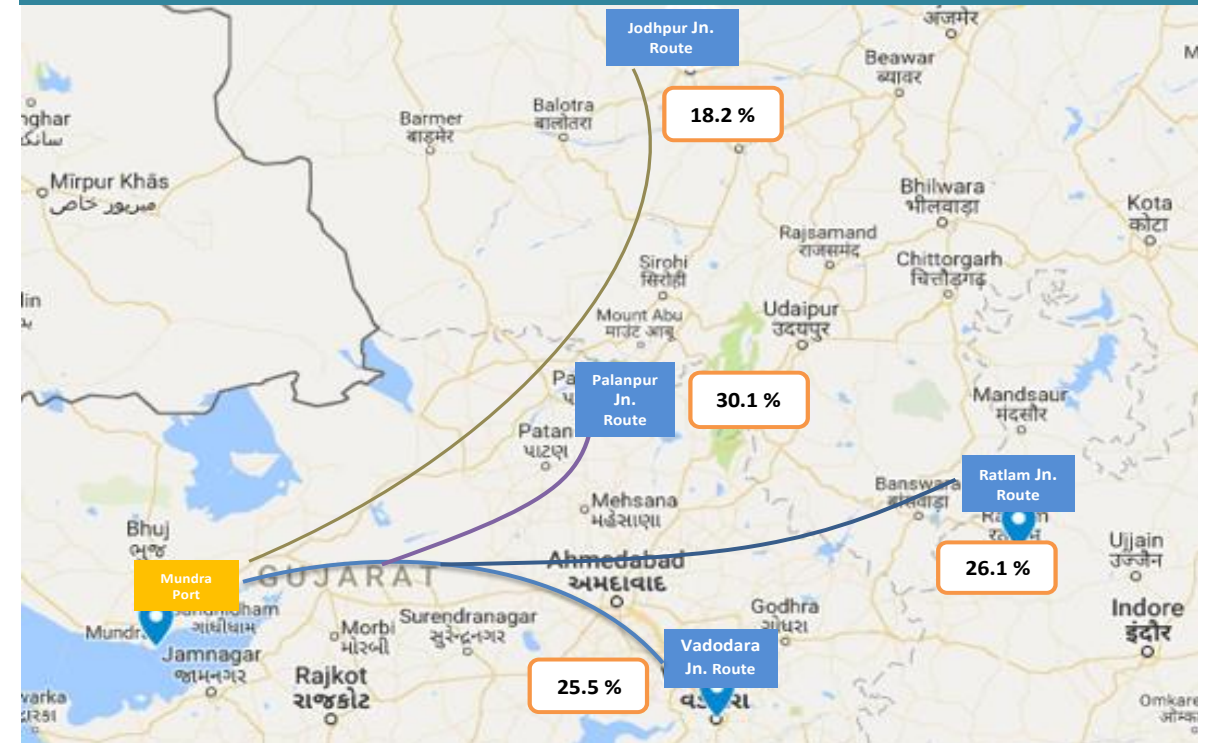 अजमेर
Jodhpur Jn.
Route
Beawar
ब्यावर
18.2 %
Barmer
बाड़मेर
Balotra
बालोतरा
Mīrpur Khās
میرپور خاص
Bhilwara
भीलवाड़ा
Kota
कोटा
Rajsamand
राजसमंद
Chittorgarh
चित्तौड़गढ़
Sirohi
सिरोही
Mount Abu
माउंट आबू
Udaipur
उदयपुर
Palanpur
Jn.
Route
30.1 %
Mandsaur
मंदसौर
Patan
પાટણ
Ratlam Jn.
Route
Banswara
बांसवाड़ा
Mehsana
મહેસાણા
Bhuj
ભુજ
Ujjain
उज्जैन
Ahmedabad
અમદાવાદ
GUJARAT
26.1 %
Mundra
Port
ગાંધીધામ
Morbi
મોરબી
Surendranagar
સુરેન્દ્રનગર
Godhra
ગોધરા
Indore
इंदौर
Jamnagar
જામનગર
Rajkot
રાજકોટ
Vadodara
Jn. Route
25.5 %